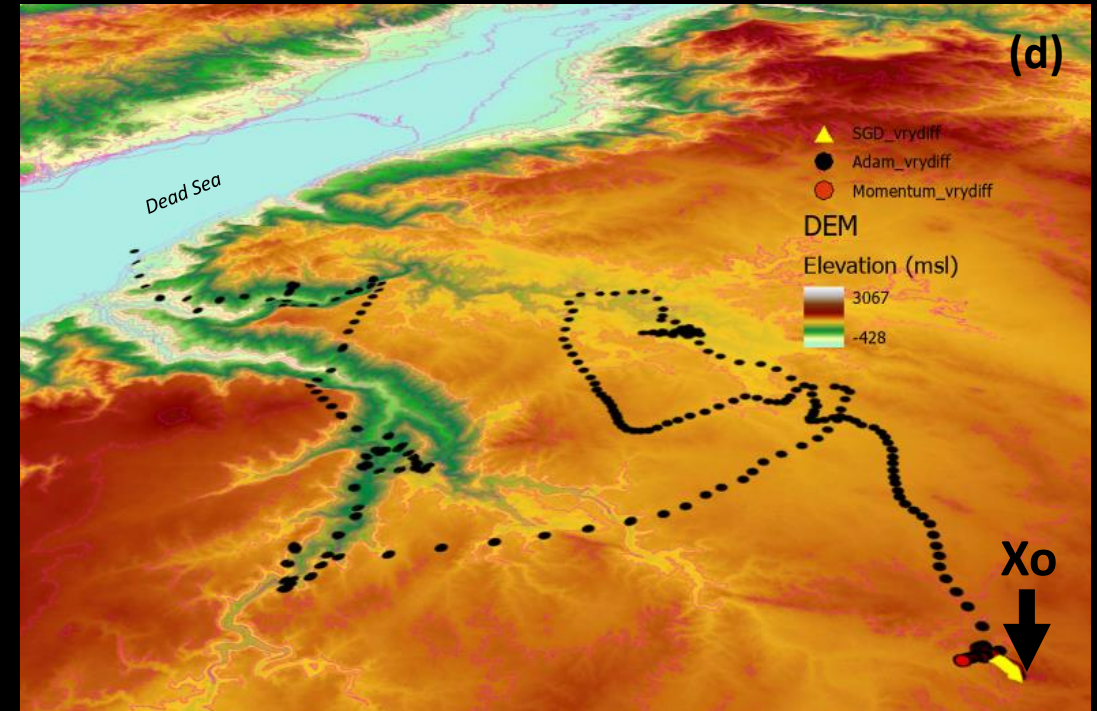 (d)
SGD_vrydiff
Adam_vrydiff
Momentum_vrydiff
Dead Sea
DEM
Elevation (msl)
3067
-428
Xo